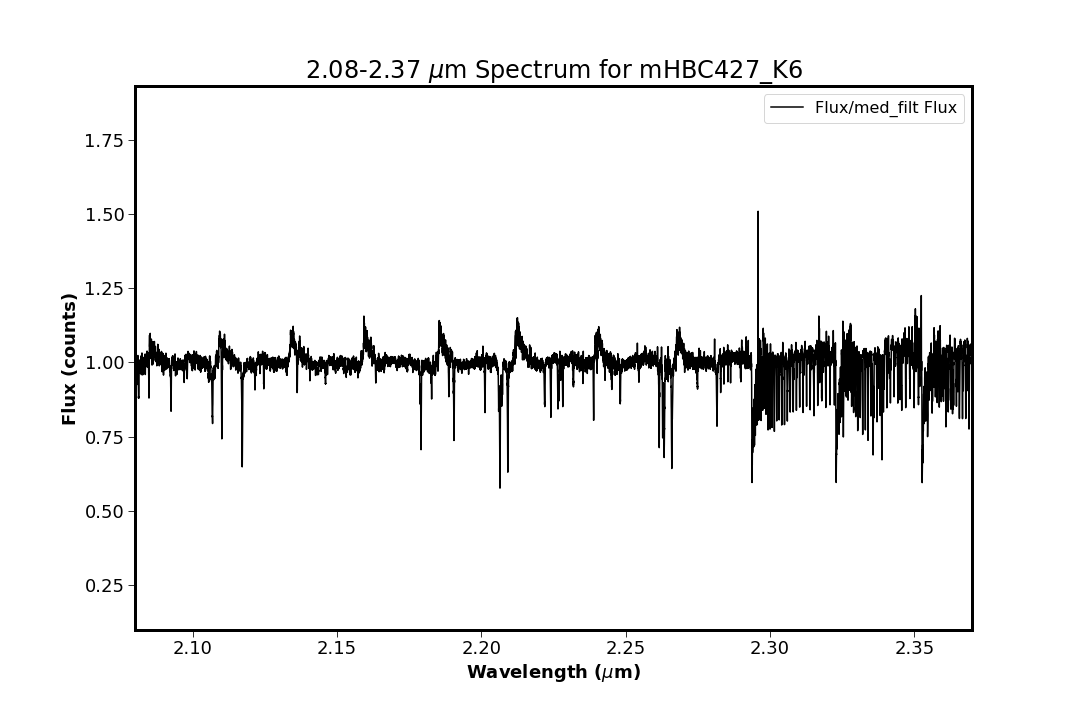 2.08-2.37 μm Spectrum for mHBC427_K6
Flux/med_filt Flux
1.75
1.50
1.25
1.00
0.75
0.50
0.25
Flux (counts)
2.10 2.15 2.20 2.25 2.30 2.35
Wavelength (μm)